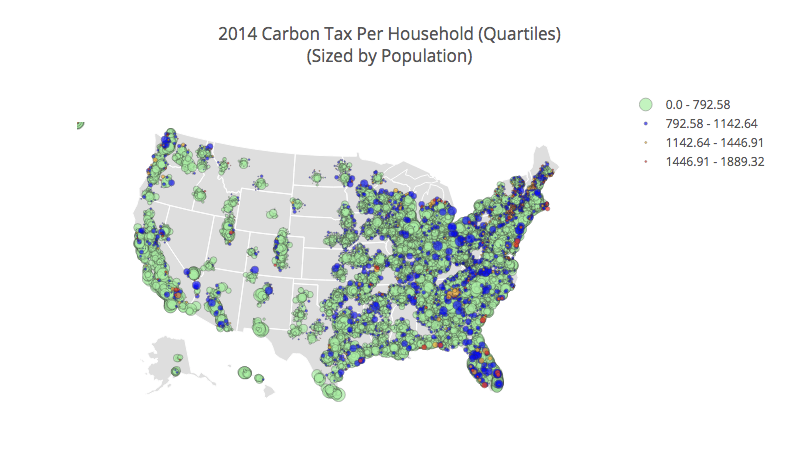 2014 Carbon Tax Per Household (Quartiles)
(Sized by Population)
0.0 - 792.58
792.58 - 1142.64
1142.64 - 1446.91
1446.91 - 1889.32